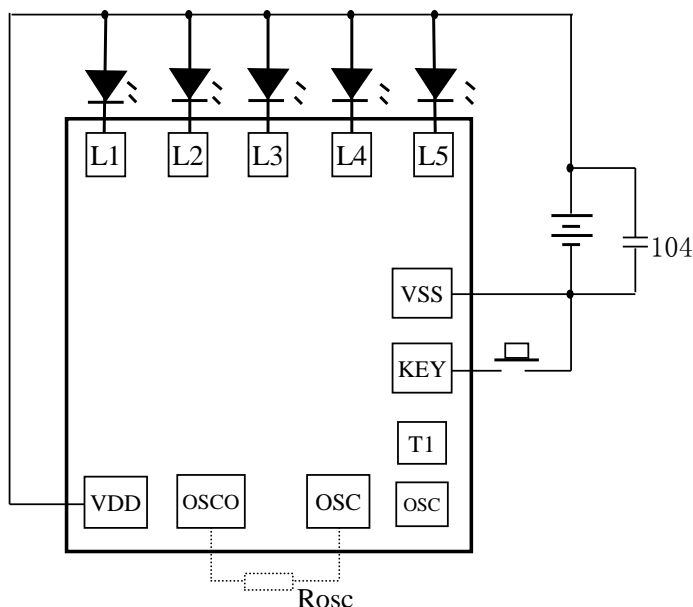 L1 L2 L3 L4 L5
104
VSS
KEY
T1
VDD OSCO OSC OSC
Rosc